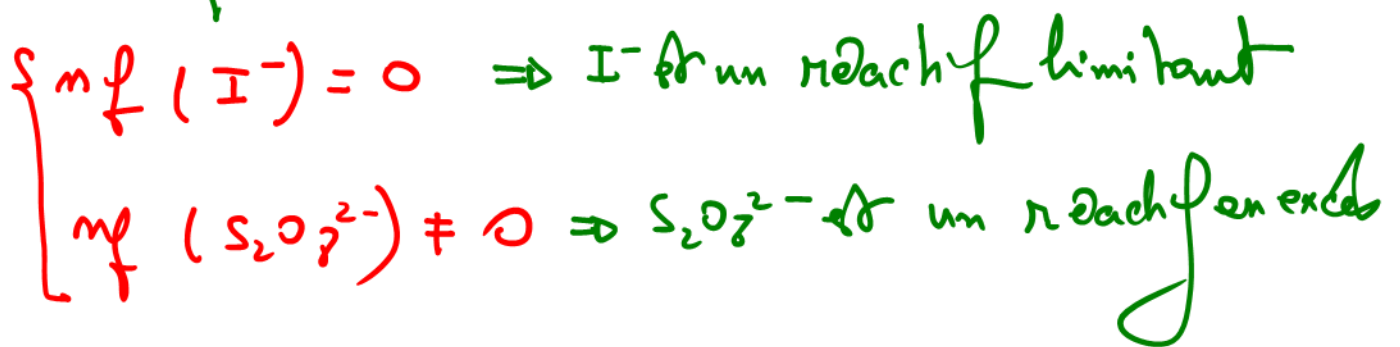 { nf (I⁻) = 0 ⇒ I⁻ est un réactif limitant
nf (S₂O₈²⁻) ≠ 0 ⇒ S₂O₈²⁻ est un réactif en excès